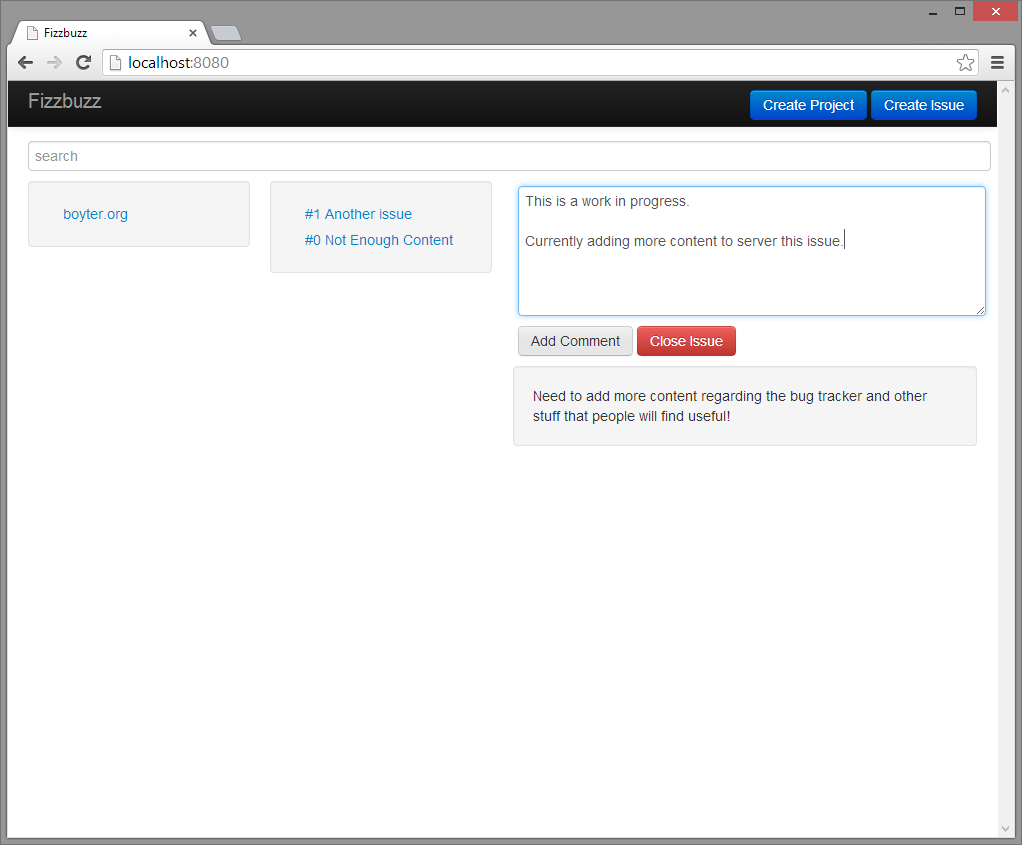 Fizzbuzz
localhost:8080
Fizzbuzz
Create Project
Create Issue
search
boyter.org
#1 Another issue
#0 Not Enough Content
This is a work in progress.
Currently adding more content to server this issue.
Add Comment
Close Issue
Need to add more content regarding the bug tracker and other
stuff that people will find useful!